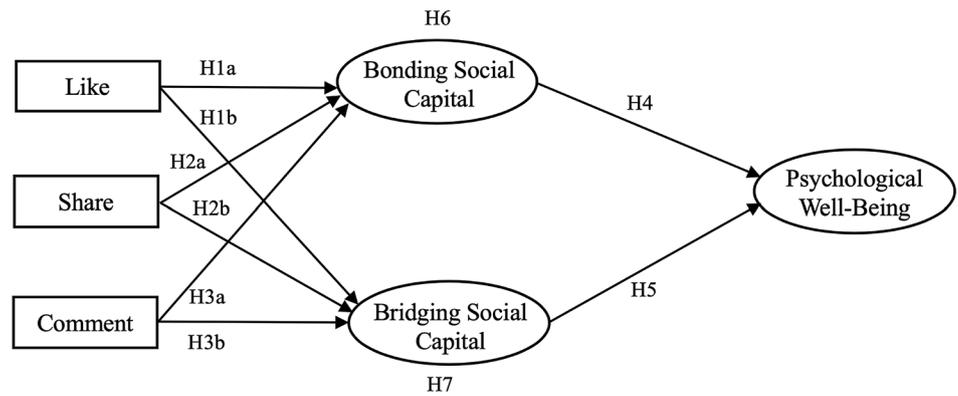 H6
Like
H1a
Bonding Social
Capital
H1b
H4
H2a
Share
H2b
Psychological
Well-Being
H3a
H5
Comment
H3b
Bridging Social
Capital
H7